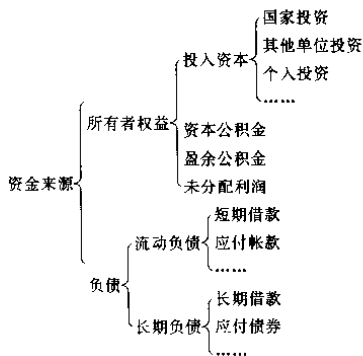 国家投资
投入资本 其他单位投资
个人投资
……
所有者权益
资本公积金
盈余公积金
资金来源 未分配利润
短期借款
流动负债 应付帐款
……
负债
长期借款
长期负债 应付债券
……